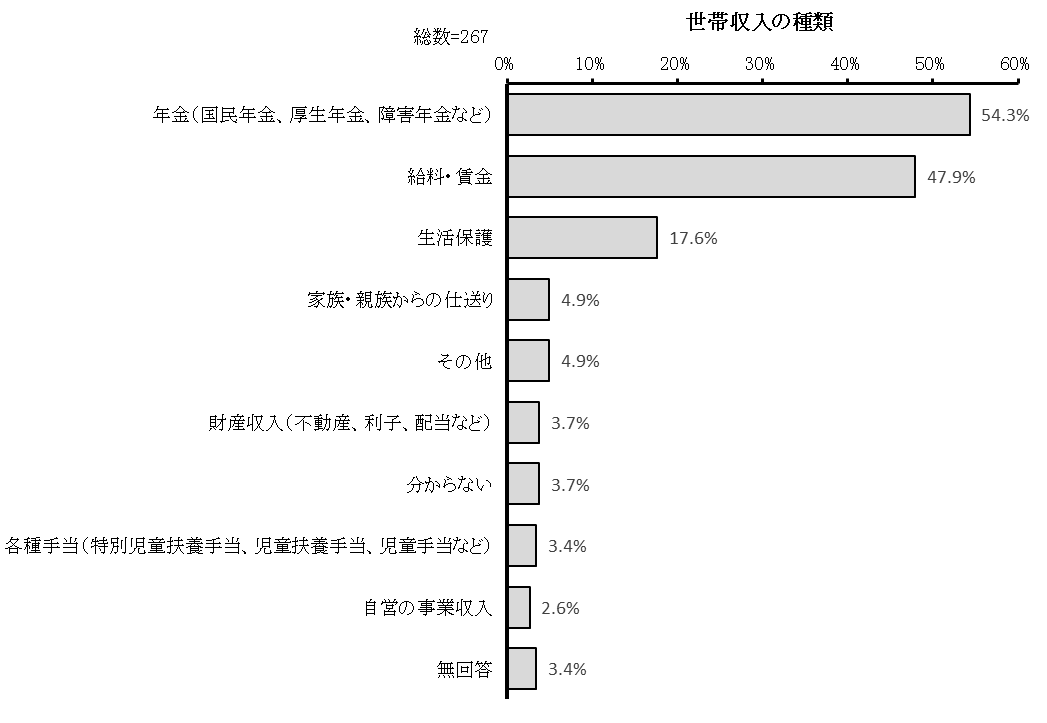 世帯収入の種類
総数=267
0% 10% 20% 30% 40% 50% 60%
年金（国民年金、厚生年金、障害年金など） 54.3%
給料・賃金 47.9%
生活保護 17.6%
家族・親族からの仕送り 4.9%
その他 4.9%
財産収入（不動産、利子、配当など） 3.7%
分からない 3.7%
各種手当（特別児童扶養手当、児童扶養手当、児童手当など） 3.4%
自営の事業収入 2.6%
無回答 3.4%